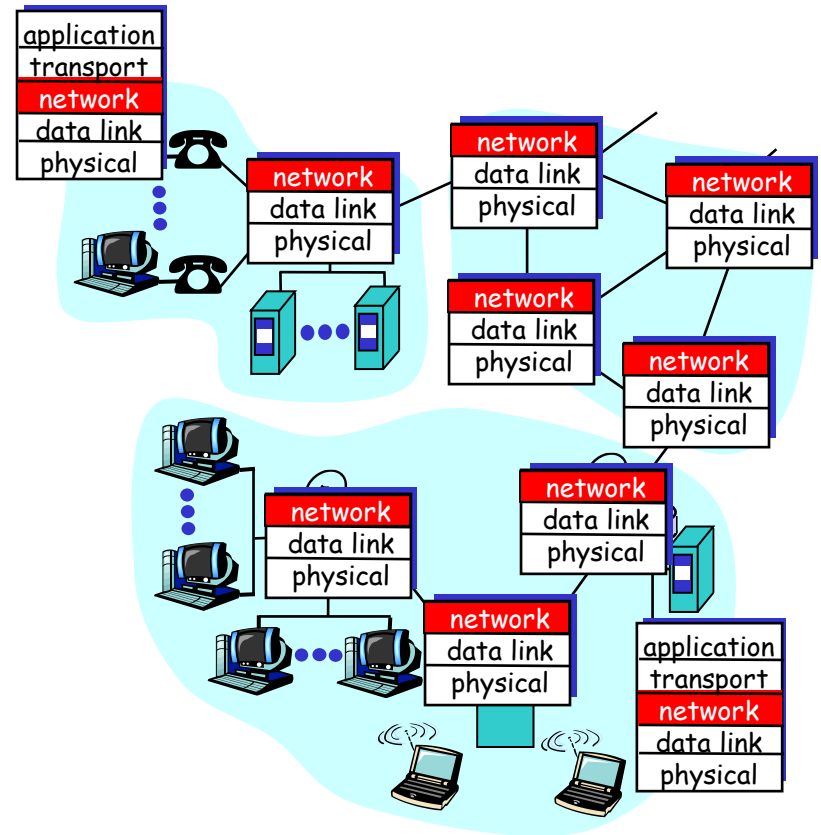 application
transport
network
data link
physical
network
data link
physical
network
data link
physical
network
data link
physical
network
data link
physical
network
data link
physical
network
data link
physical
network
data link
physical
network
data link
physical
application
transport
network
data link
physical